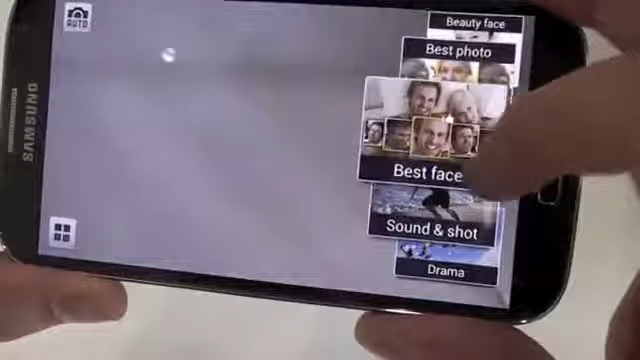 AUTO
SAMSUNG
Beauty face
Best photo
Best face
Sound & shot
Drama